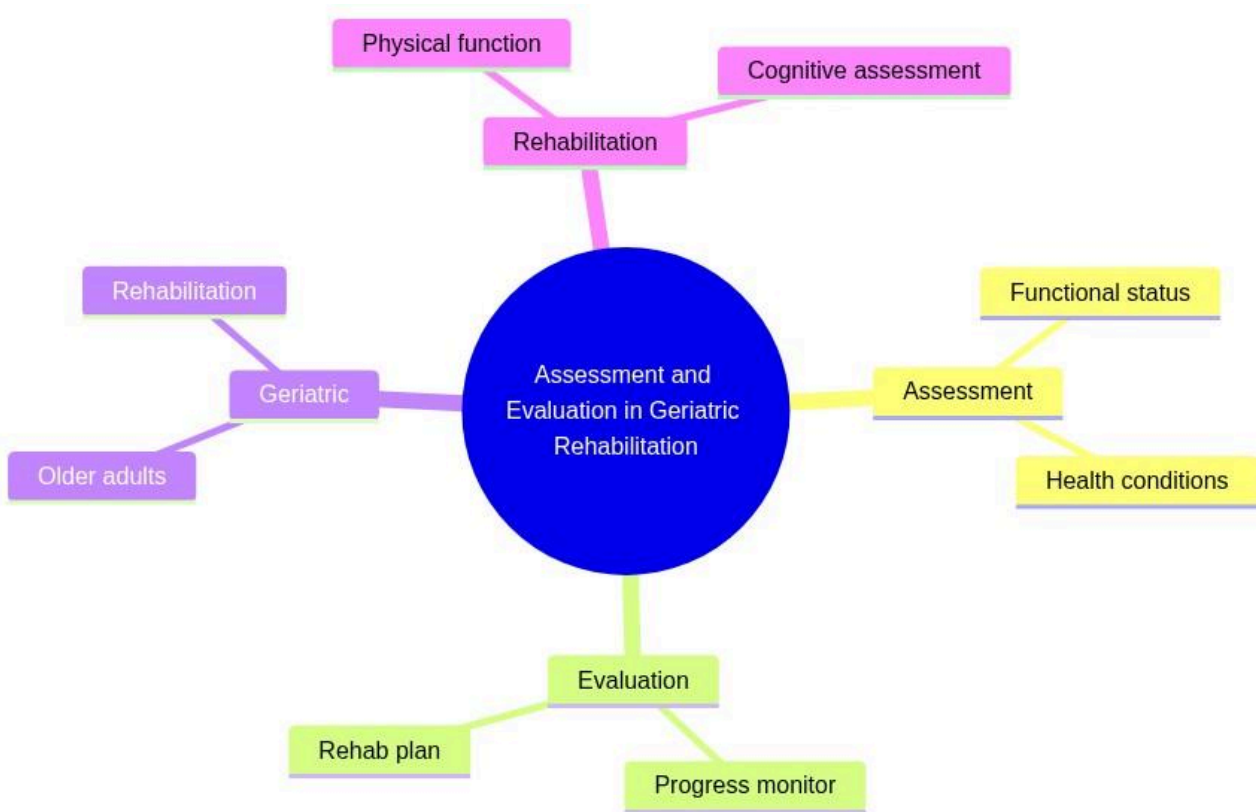 Physical function
Cognitive assessment
Rehabilitation
Rehabilitation
Functional status
Assessment and
Evaluation in Geriatric
Rehabilitation
Geriatric
Assessment
Older adults
Health conditions
Evaluation
Rehab plan
Progress monitor